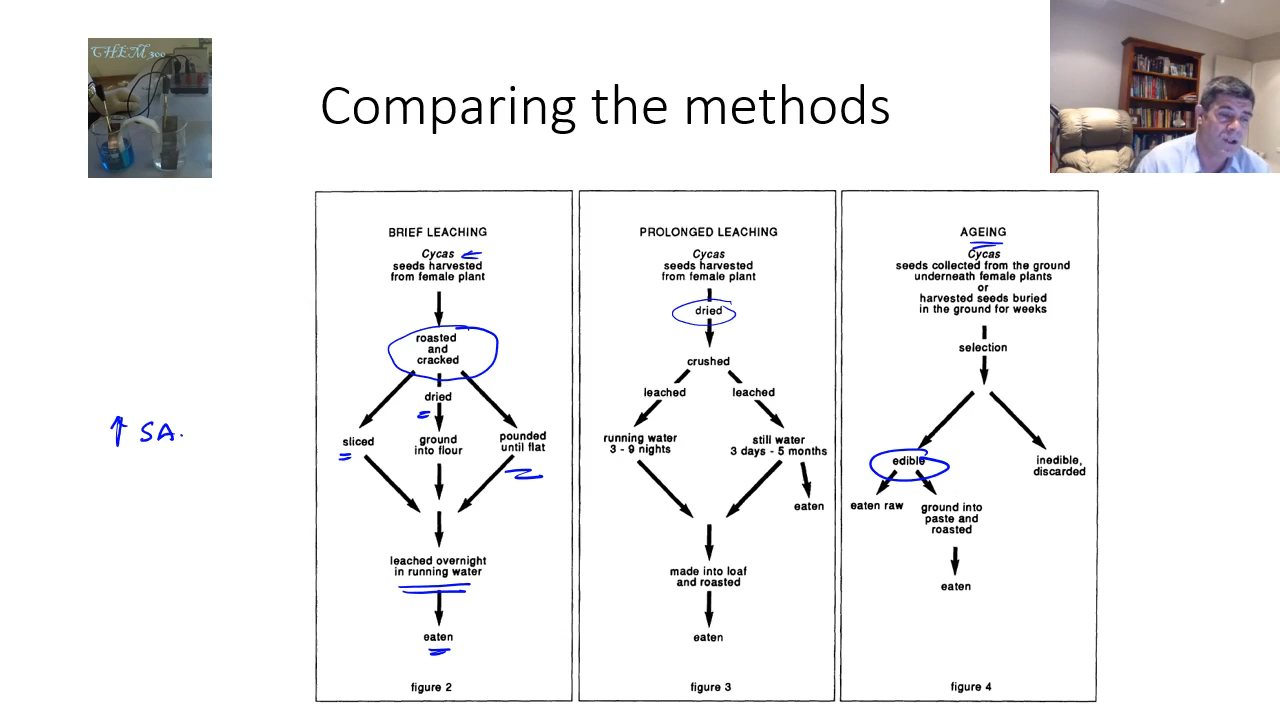 CHEM 300
Comparing the methods
BRIEF LEACHING
Cycas
seeds harvested
from female plant
roasted
and
cracked
dried
sliced
ground
into flour
pounded
until flat
leached overnight
in running water
eaten
figure 2
PROLONGED LEACHING
Cycas
seeds harvested
from female plant
dried
crushed
leached
leached
running water
3 - 9 nights
still water
3 days - 5 months
eaten
made into loaf
and roasted
eaten
figure 3
AGEING
Cycas
seeds collected from the ground
underneath female plants
or
harvested seeds buried
in the ground for weeks
selection
edible
inedible,
discarded
eaten raw
ground into
paste and
roasted
eaten
figure 4
↑ SA.